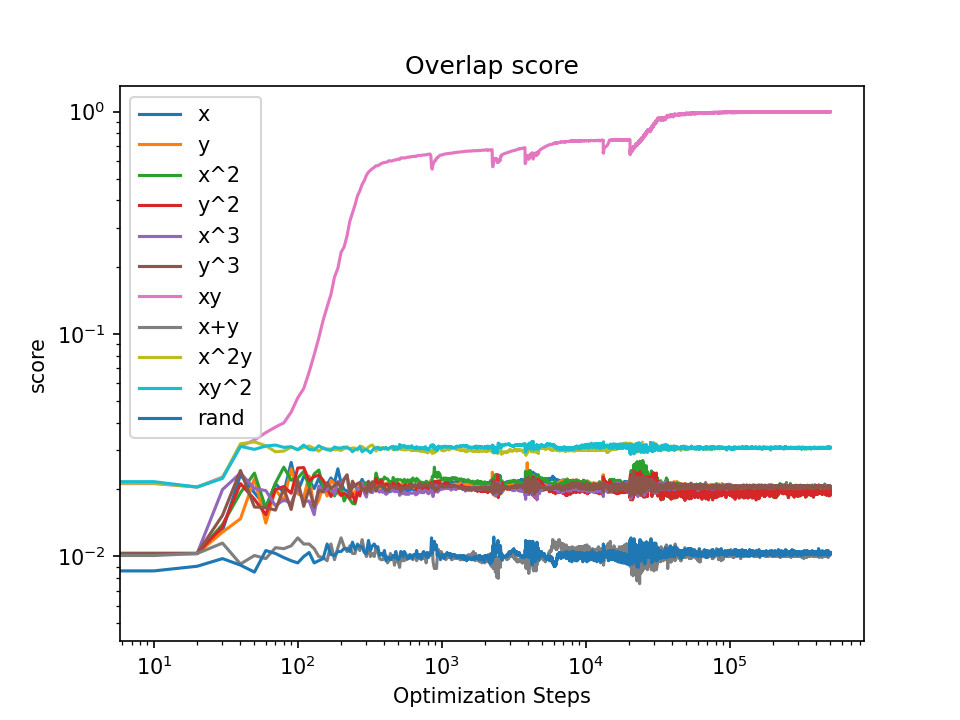 Overlap score
10^0
10^-1
10^-2
score
x
y
x^2
y^2
x^3
y^3
xy
x+y
x^2y
xy^2
rand
10^1 10^2 10^3 10^4 10^5
Optimization Steps